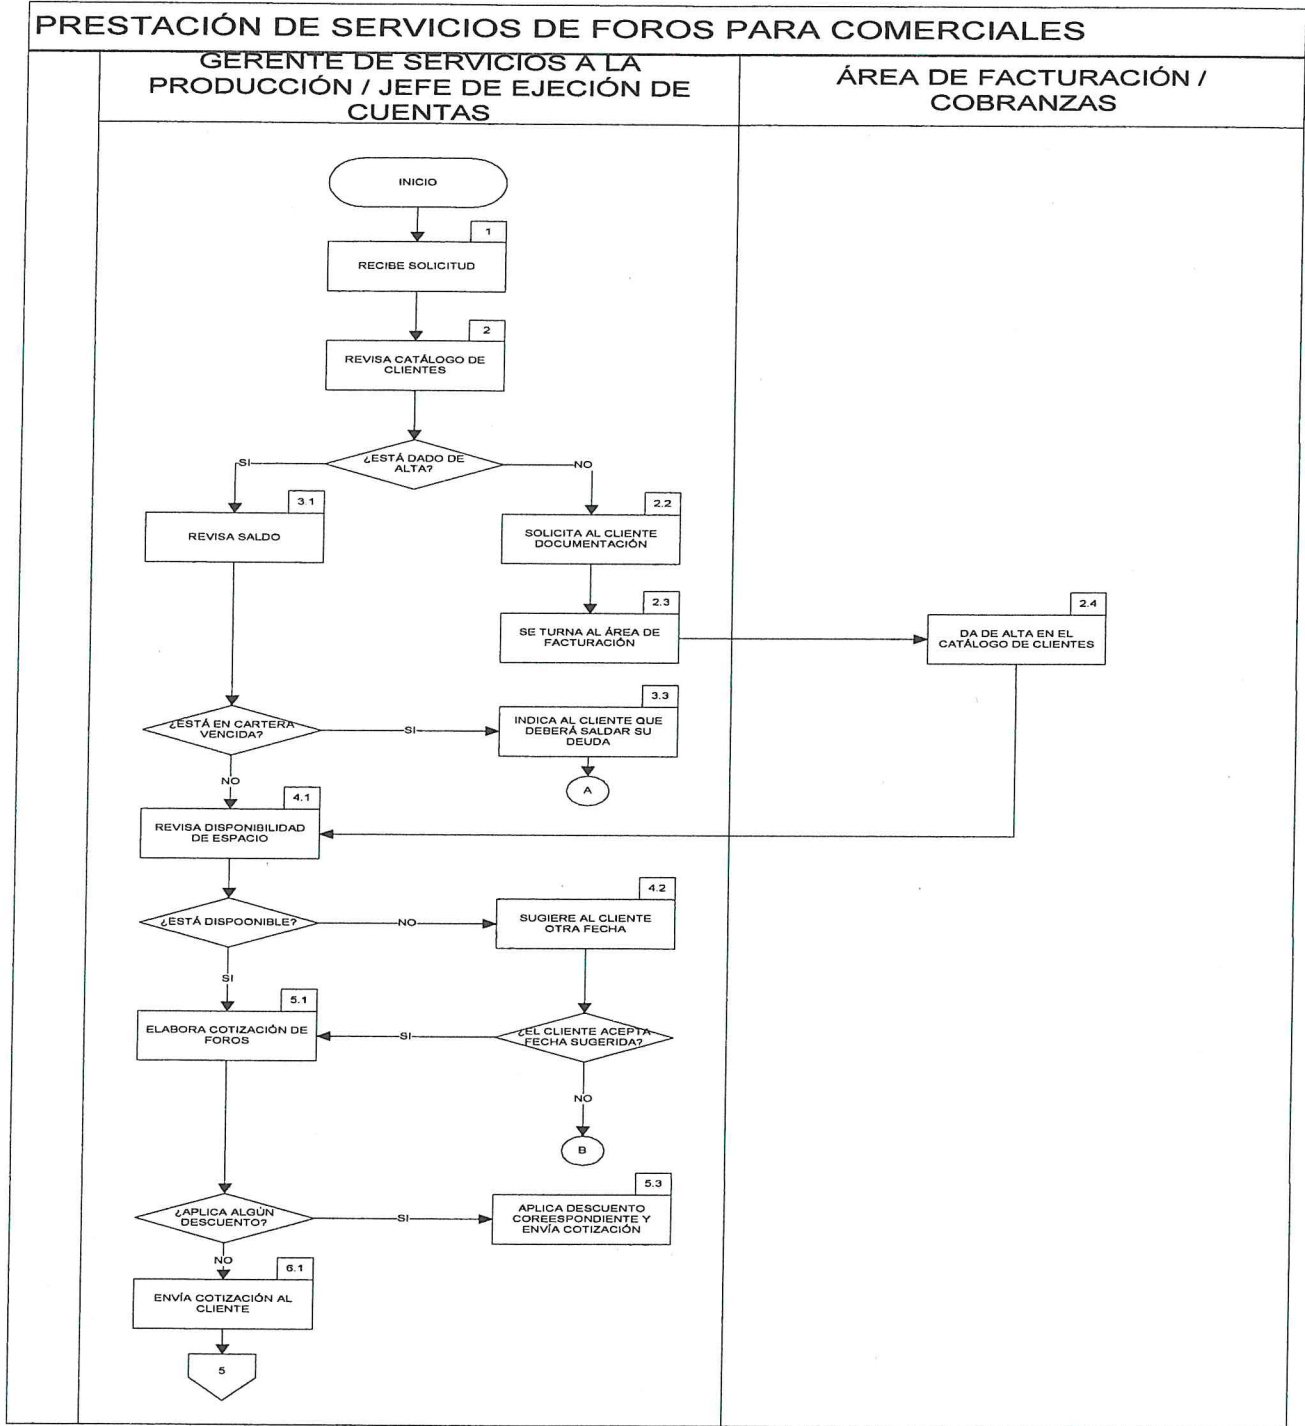 PRESTACIÓN DE SERVICIOS DE FOROS PARA COMERCIALES
GERENTE DE SERVICIOS A LA
PRODUCCIÓN / JEFE DE EJECIÓN DE
CUENTAS
ÁREA DE FACTURACIÓN /
COBRANZAS
INICIO
1
RECIBE SOLICITUD
2
REVISA CATÁLOGO DE
CLIENTES
¿ESTÁ DADO DE
ALTA?
SI
NO
3.1
REVISA SALDO
2.2
SOLICITA AL CLIENTE
DOCUMENTACIÓN
2.3
SE TURNA AL ÁREA DE
FACTURACIÓN
2.4
DA DE ALTA EN EL
CATÁLOGO DE CLIENTES
¿ESTÁ EN CARTERA
VENCIDA?
SI
3.3
INDICA AL CLIENTE QUE
DEBERÁ SALDAR SU
DEUDA
A
NO
4.1
REVISA DISPONIBILIDAD
DE ESPACIO
¿ESTÁ DISPOONIBLE?
NO
4.2
SUGIERE AL CLIENTE
OTRA FECHA
SI
5.1
ELABORA COTIZACIÓN DE
FOROS
SI
¿EL CLIENTE ACEPTA
FECHA SUGERIDA?
NO
B
¿APLICA ALGÚN
DESCUENTO?
SI
5.3
APLICA DESCUENTO
COREESPONDIENTE Y
ENVÍA COTIZACIÓN
NO
6.1
ENVÍA COTIZACIÓN AL
CLIENTE
5